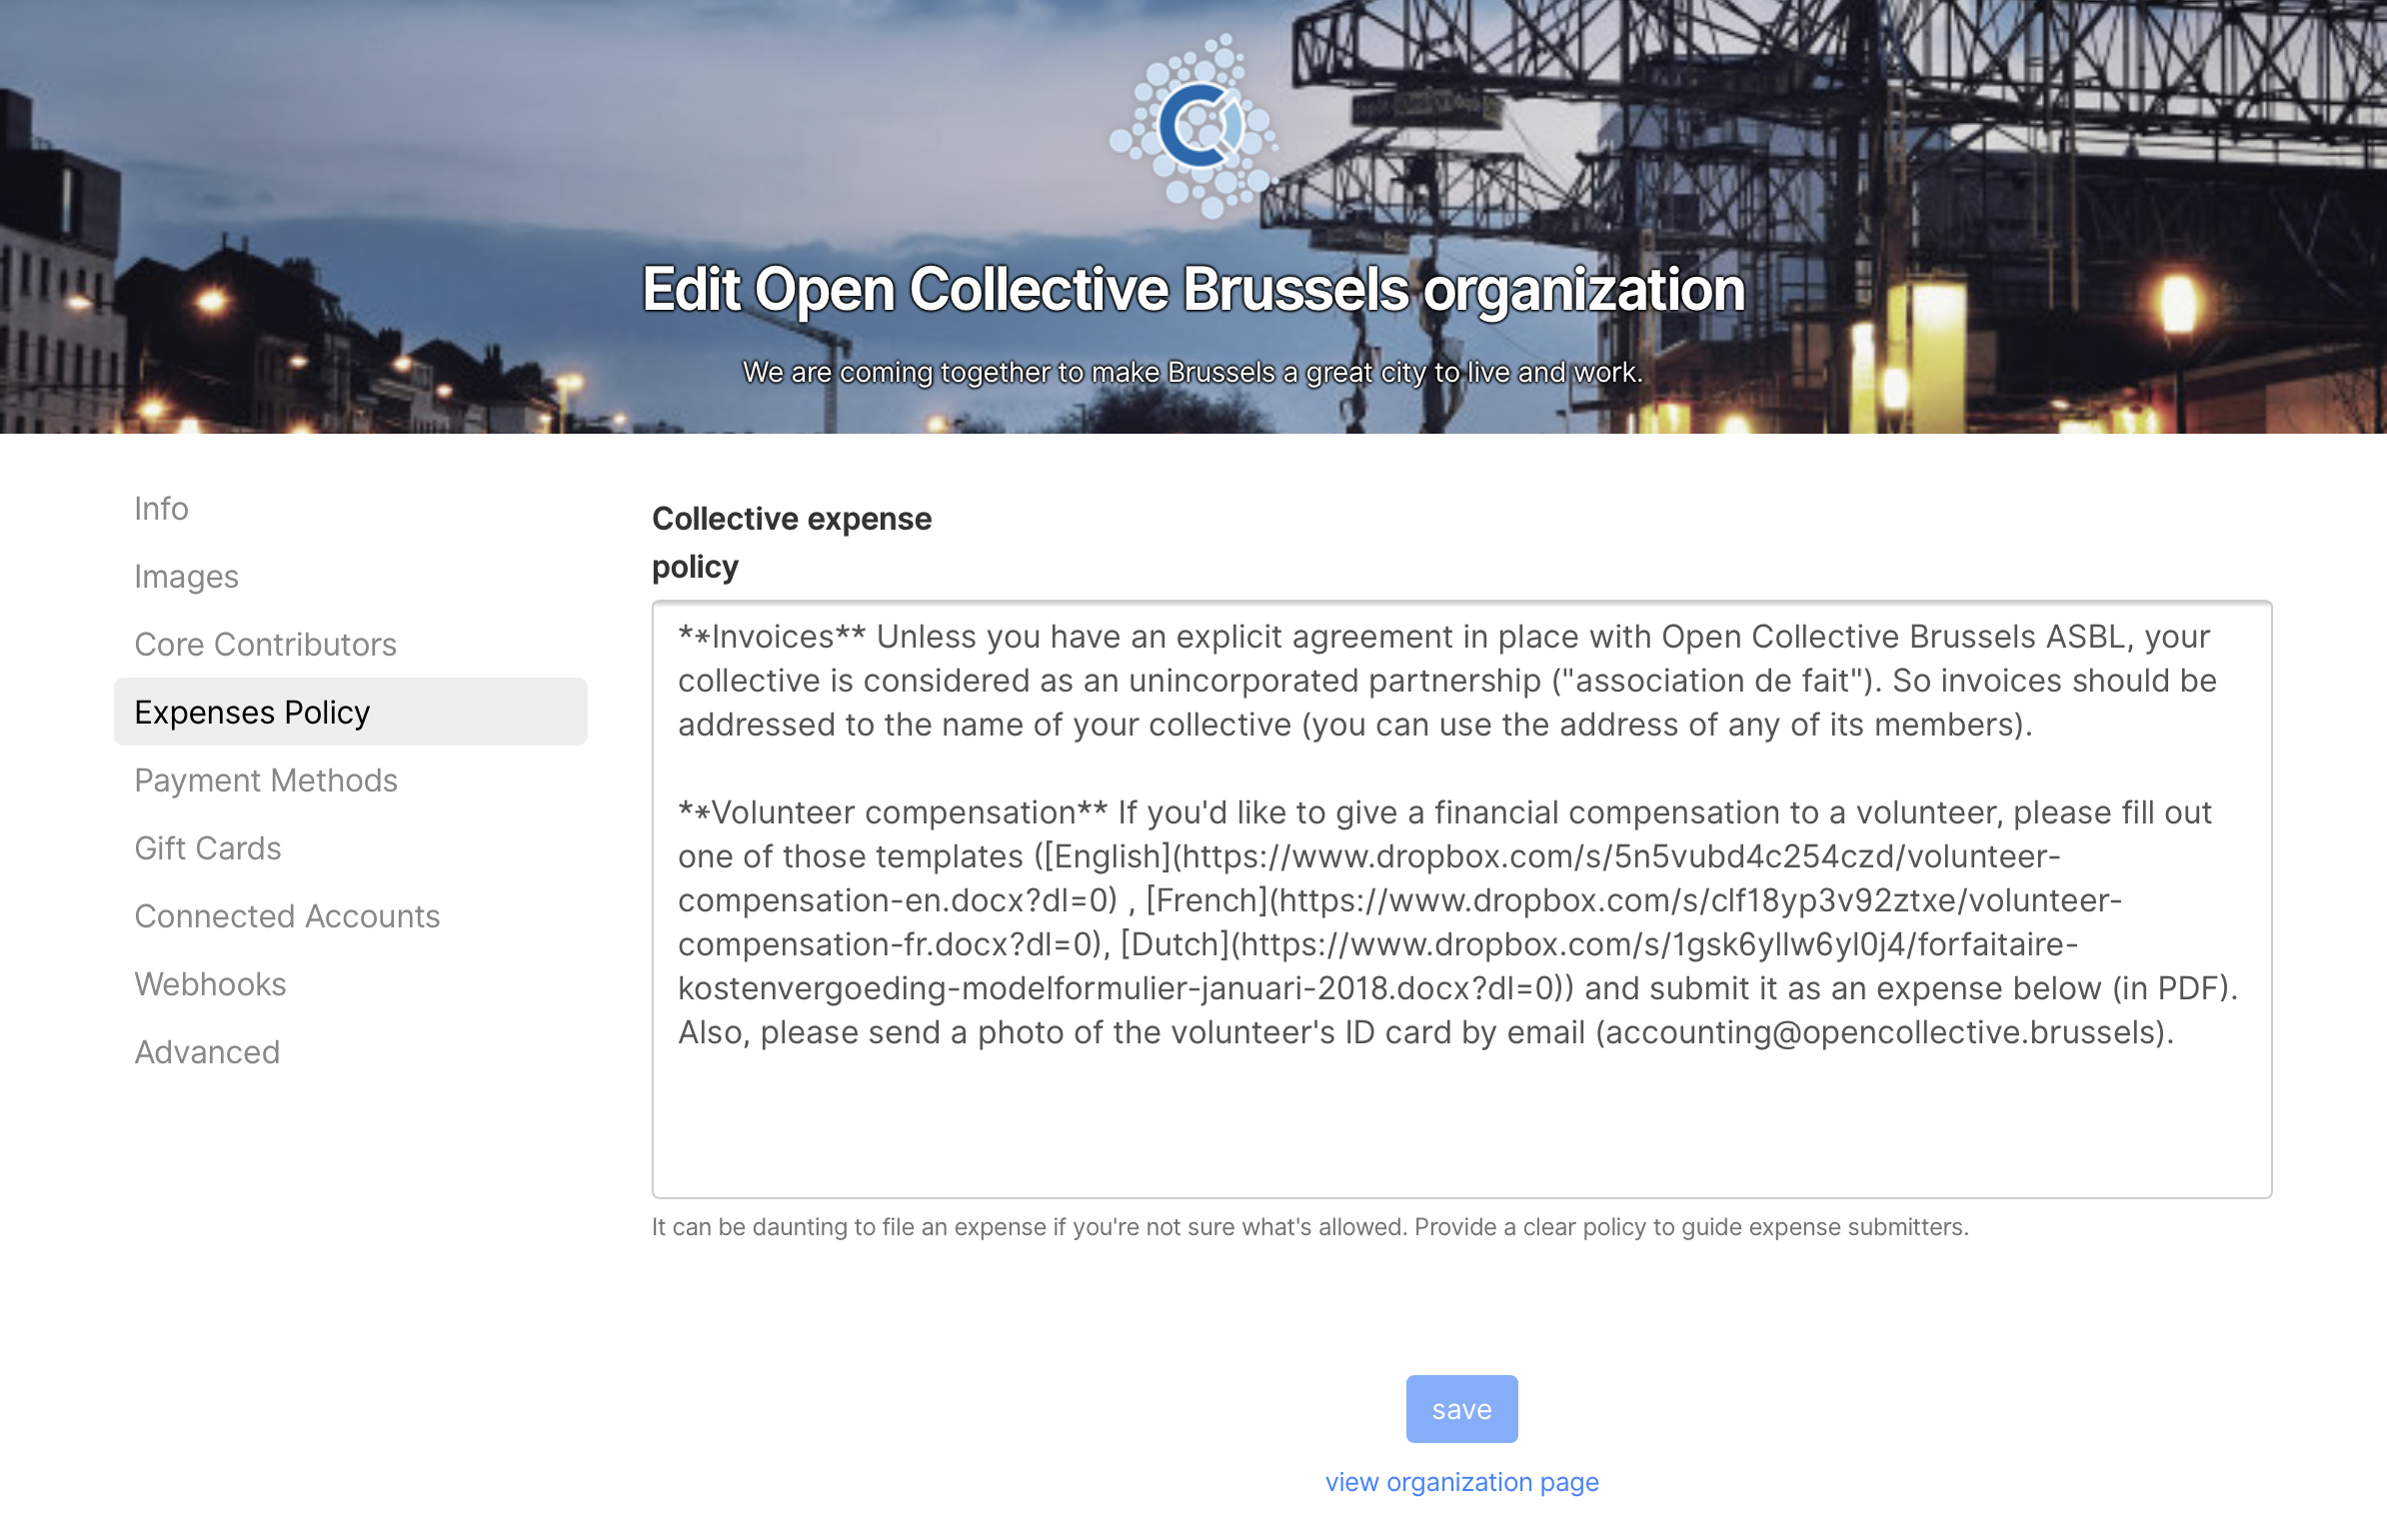 Edit Open Collective Brussels organization
We are coming together to make Brussels a great city to live and work.
Info
Images
Core Contributors
Expenses Policy
Payment Methods
Gift Cards
Connected Accounts
Webhooks
Advanced
Collective expense
policy
**Invoices** Unless you have an explicit agreement in place with Open Collective Brussels ASBL, your
collective is considered as an unincorporated partnership ("association de fait"). So invoices should be
addressed to the name of your collective (you can use the address of any of its members).
**Volunteer compensation** If you'd like to give a financial compensation to a volunteer, please fill out
one of those templates ([English](https://www.dropbox.com/s/5n5vubd4c254czd/volunteer-
compensation-en.docx?dl=0) , [French](https://www.dropbox.com/s/clf18yp3v92ztxe/volunteer-
compensation-fr.docx?dl=0), [Dutch](https://www.dropbox.com/s/1gsk6yllw6yl0j4/forfaitaire-
kostenvergoeding-modelformulier-januari-2018.docx?dl=0)) and submit it as an expense below (in PDF).
Also, please send a photo of the volunteer's ID card by email (accounting@opencollective.brussels).
It can be daunting to file an expense if you're not sure what's allowed. Provide a clear policy to guide expense submitters.
save
view organization page